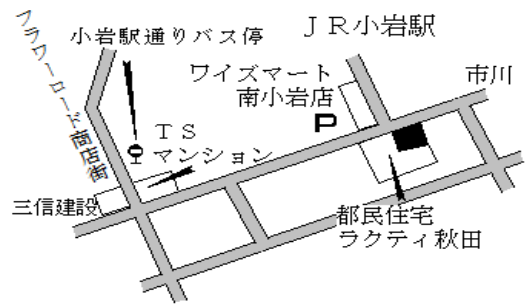 フラワーロード商店街
小岩駅通りバス停
ＪＲ小岩駅
ワイズマート
南小岩店
市川
P
ＴＳ
マンション
三信建設
都民住宅
ラクティ秋田